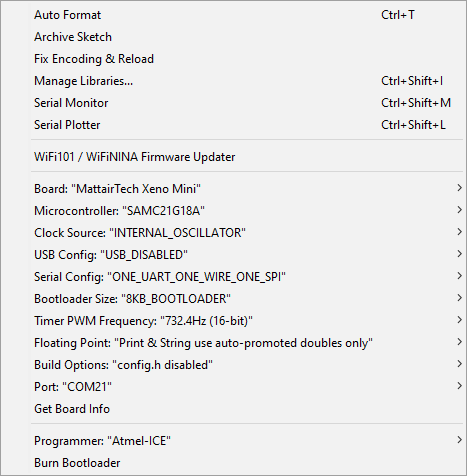 Auto Format Ctrl+T
Archive Sketch
Fix Encoding & Reload
Manage Libraries... Ctrl+Shift+I
Serial Monitor Ctrl+Shift+M
Serial Plotter Ctrl+Shift+L
WiFi101 / WiFiNINA Firmware Updater
Board: "MattairTech Xeno Mini"
Microcontroller: "SAMC21G18A"
Clock Source: "INTERNAL_OSCILLATOR"
USB Config: "USB_DISABLED"
Serial Config: "ONE_UART_ONE_WIRE_ONE_SPI"
Bootloader Size: "8KB_BOOTLOADER"
Timer PWM Frequency: "732.4Hz (16-bit)"
Floating Point: "Print & String use auto-promoted doubles only"
Build Options: "config.h disabled"
Port: "COM21"
Get Board Info
Programmer: "Atmel-ICE"
Burn Bootloader